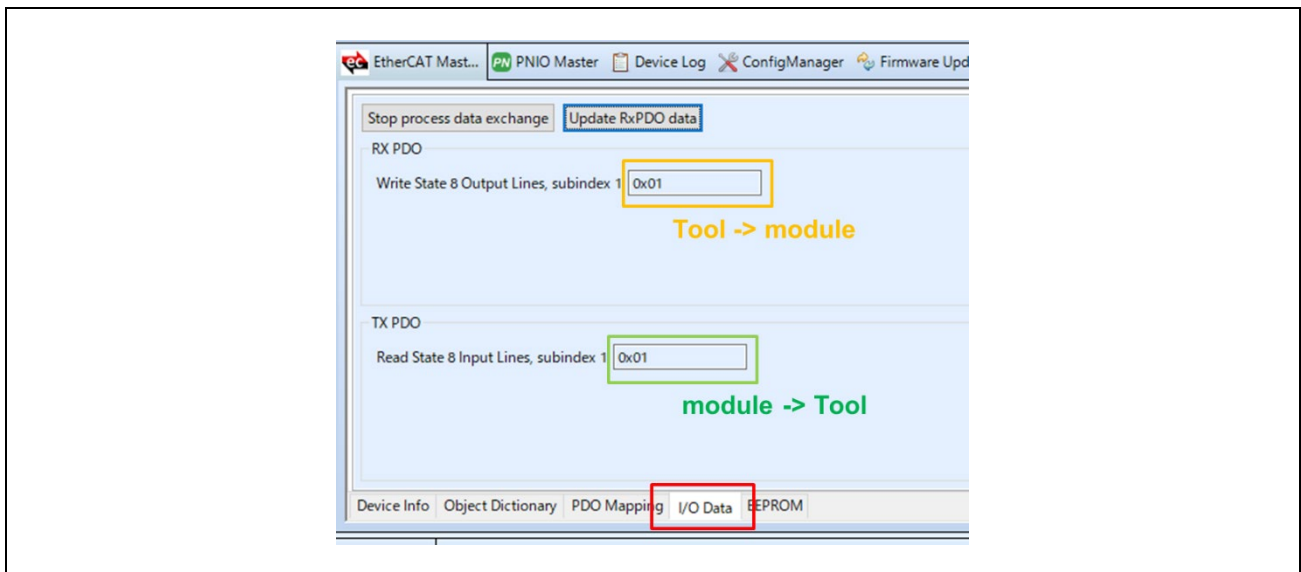 EtherCAT Mast... PNIO Master Device Log ConfigManager Firmware Upd
Stop process data exchange Update RxPDO data
RX PDO
Write State 8 Output Lines, subindex 1 0x01
Tool -> module
TX PDO
Read State 8 Input Lines, subindex 1 0x01
module -> Tool
Device Info Object Dictionary PDO Mapping I/O Data EEPROM